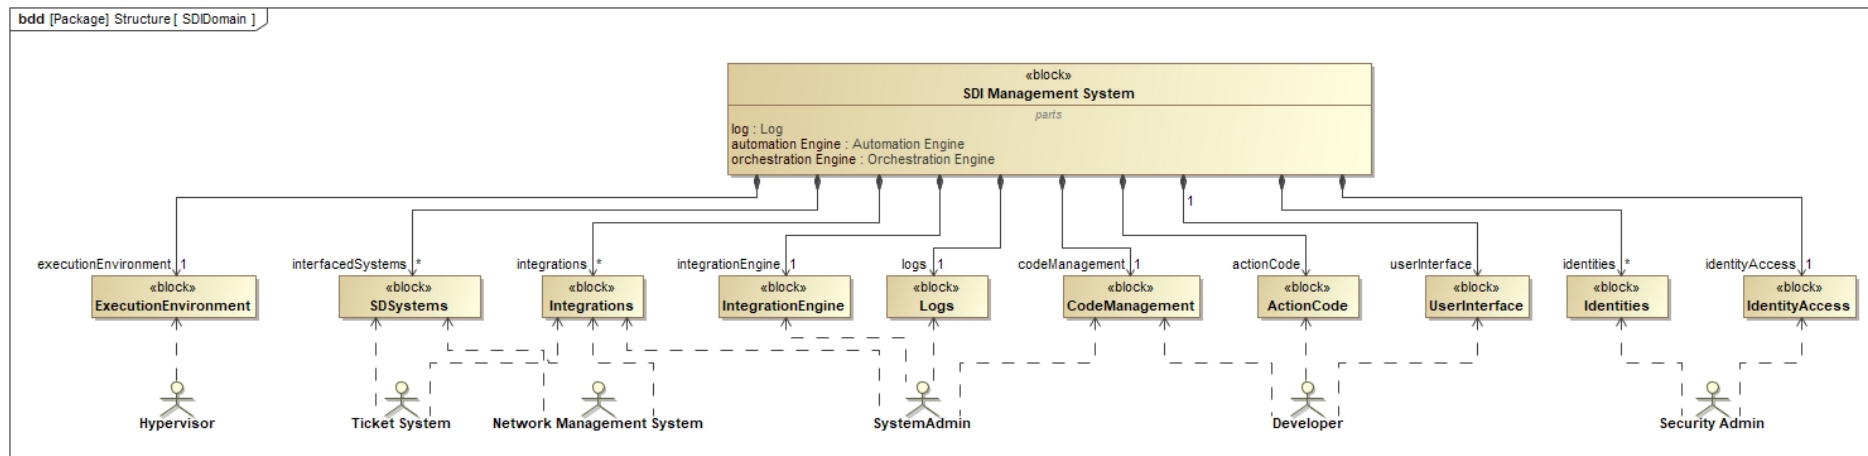 bdd [Package] Structure [ SDIDomain ]
«block»
SDI Management System
parts
log : Log
automation Engine : Automation Engine
orchestration Engine : Orchestration Engine
1
executionEnvironment 1
interfacedSystems *
integrations *
integrationEngine 1
logs 1
codeManagement 1
actionCode
userInterface
identities *
identityAccess 1
«block»
ExecutionEnvironment
«block»
SDSystems
«block»
Integrations
«block»
IntegrationEngine
«block»
Logs
«block»
CodeManagement
«block»
ActionCode
«block»
UserInterface
«block»
Identities
«block»
IdentityAccess
Hypervisor
Ticket System
Network Management System
SystemAdmin
Developer
Security Admin